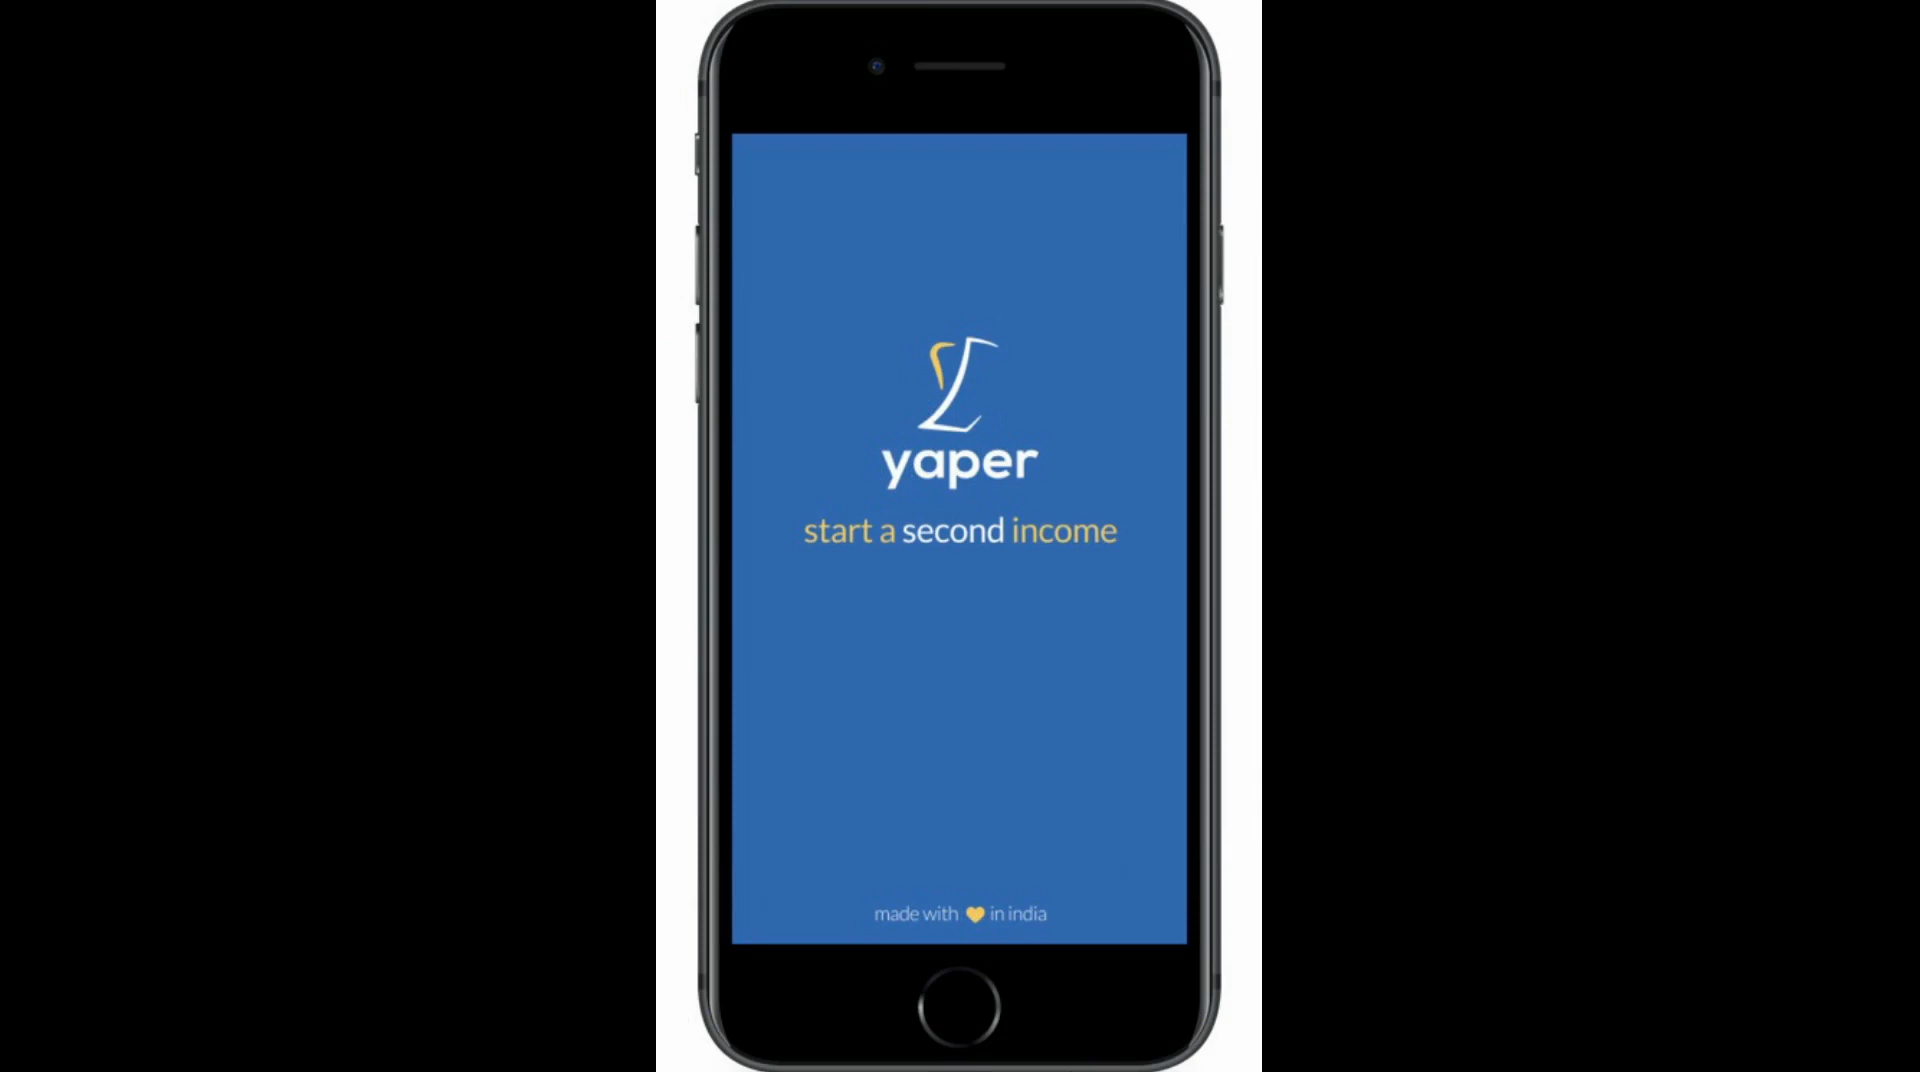 yaper
start a second income
made with 💛 in india